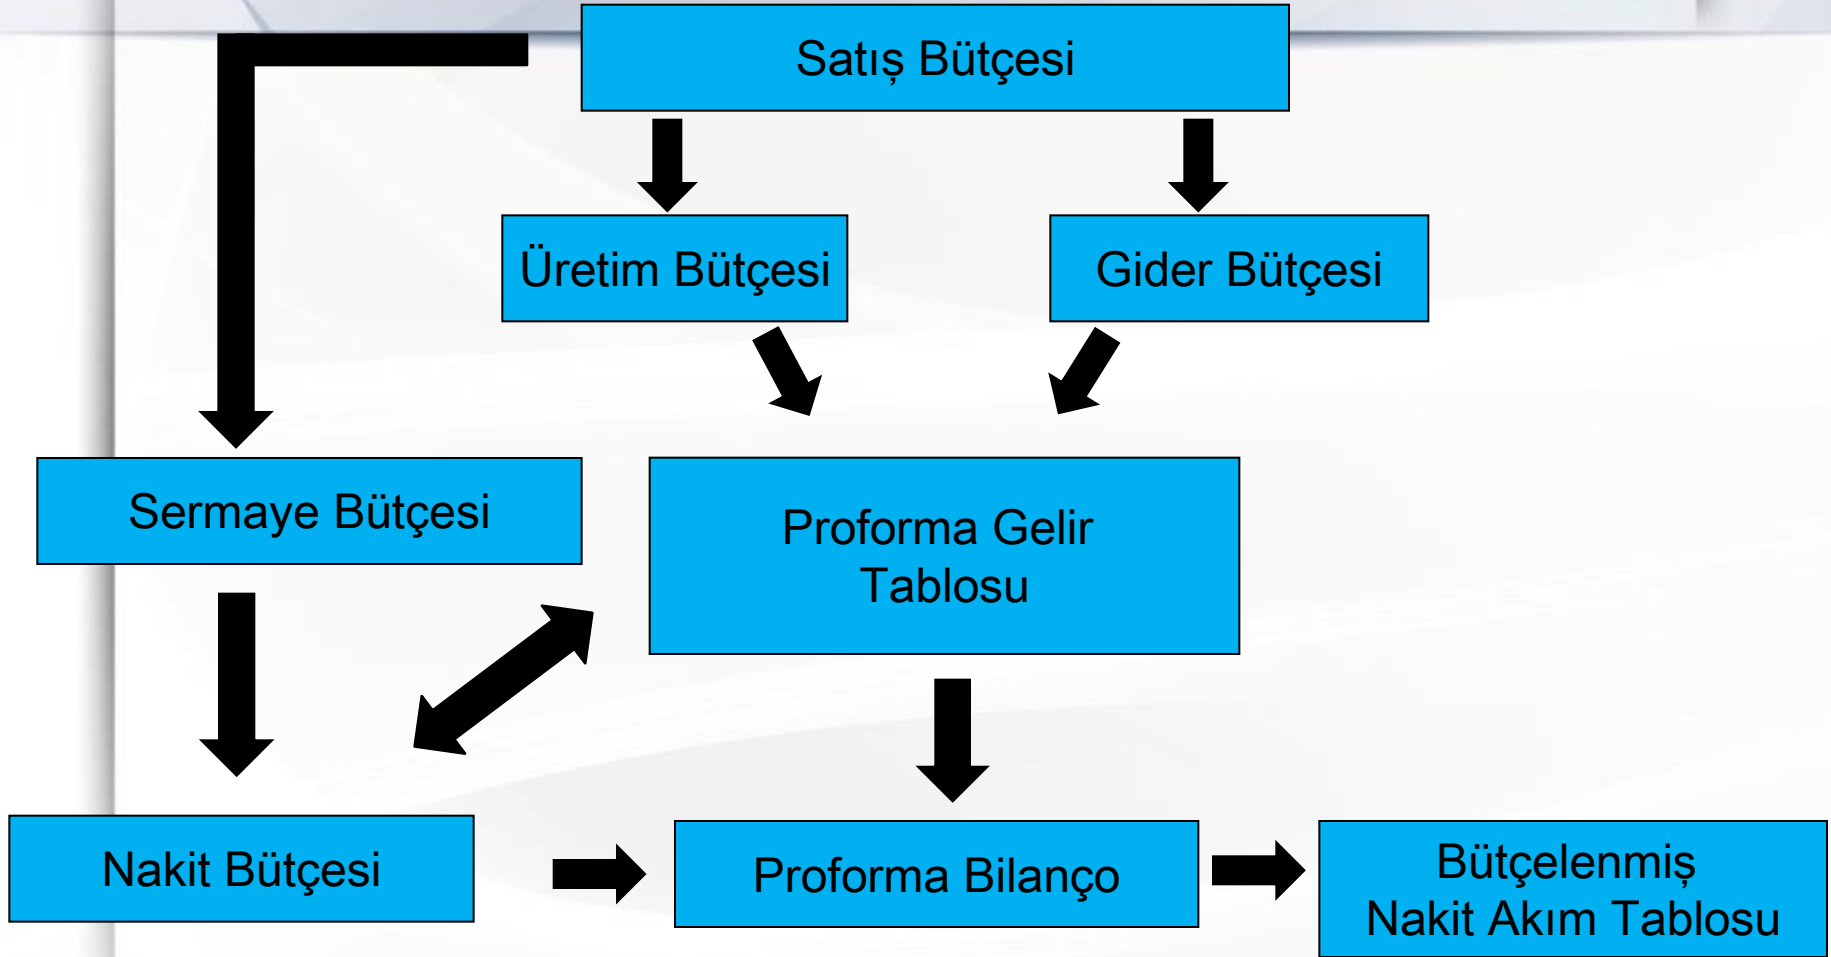 Satış Bütçesi
Üretim Bütçesi
Gider Bütçesi
Sermaye Bütçesi
Proforma Gelir
Tablosu
Nakit Bütçesi
Proforma Bilanço
Bütçelenmiş
Nakit Akım Tablosu